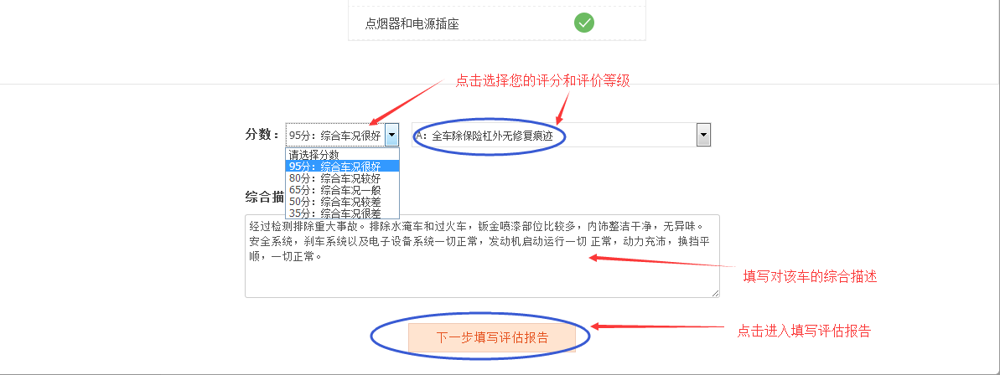 点烟器和电源插座
点击选择您的评分和评价等级
分数： 95分：综合车况很好 A：全车除保险杠外无修复痕迹
请选择分数
95分：综合车况很好
80分：综合车况较好
65分：综合车况一般
50分：综合车况较差
35分：综合车况很差
综合描
经过检测排除重大事故。排除水淹车和过火车，钣金喷漆部位比较多，内饰整洁干净，无异味。
安全系统，刹车系统以及电子设备系统一切正常，发动机启动运行一切 正常，动力充沛，换挡平
顺，一切正常。
填写对该车的综合描述
点击进入填写评估报告
下一步填写评估报告